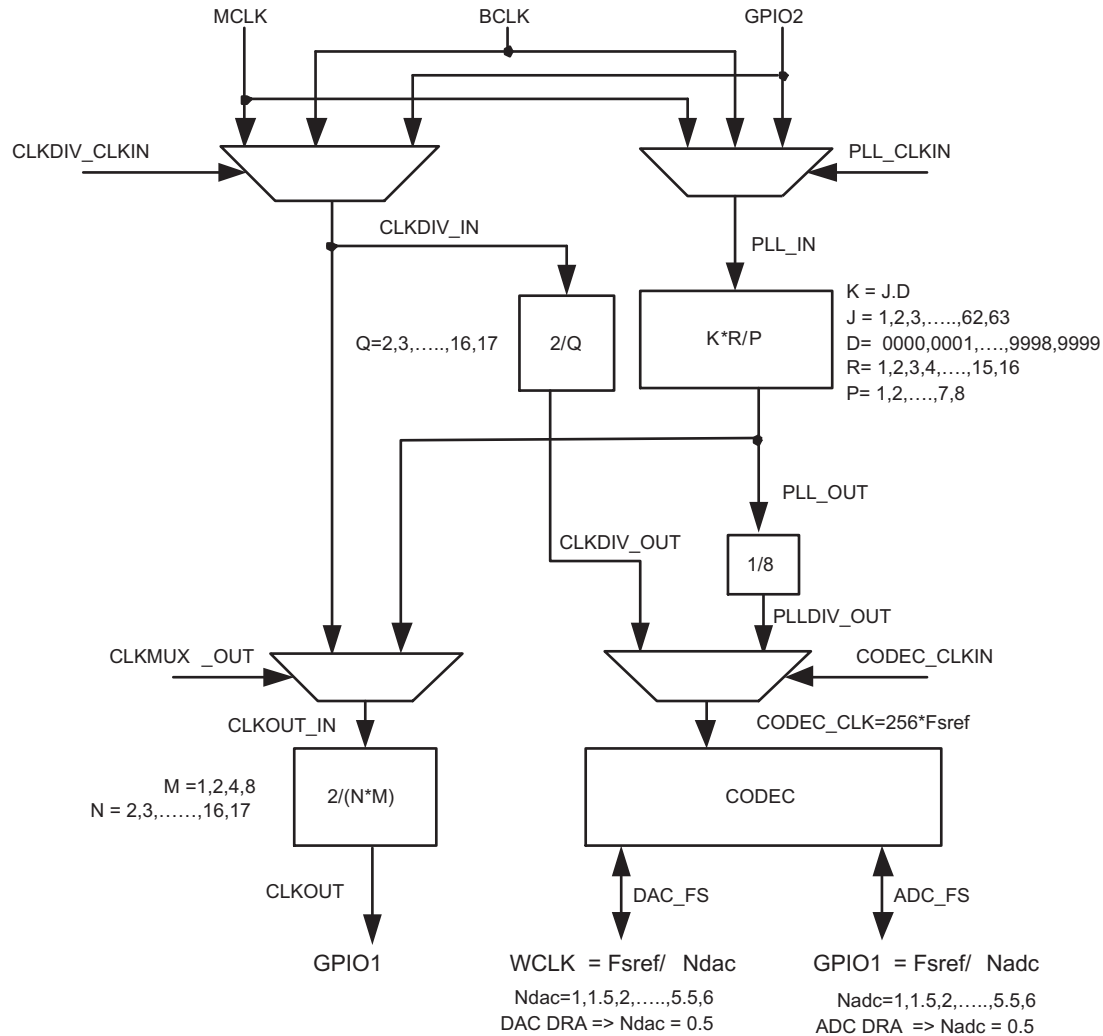 MCLK
BCLK
GPIO2
CLKDIV_CLKIN
PLL_CLKIN
CLKDIV_IN
PLL_IN
Q=2,3,.....,16,17
2/Q
K*R/P
K = J.D
J = 1,2,3,.....,62,63
D= 0000,0001,....,9998,9999
R= 1,2,3,4,....,15,16
P= 1,2,....,7,8
PLL_OUT
CLKDIV_OUT
1/8
PLLDIV_OUT
CLKMUX _OUT
CODEC_CLKIN
CLKOUT_IN
CODEC_CLK=256*Fsref
M =1,2,4,8
N = 2,3,......,16,17
2/(N*M)
CODEC
CLKOUT
DAC_FS
ADC_FS
GPIO1
WCLK = Fsref/ Ndac
GPIO1 = Fsref/ Nadc
Ndac=1,1.5,2,.....,5.5,6
DAC DRA => Ndac = 0.5
Nadc=1,1.5,2,.....,5.5,6
ADC DRA => Nadc = 0.5